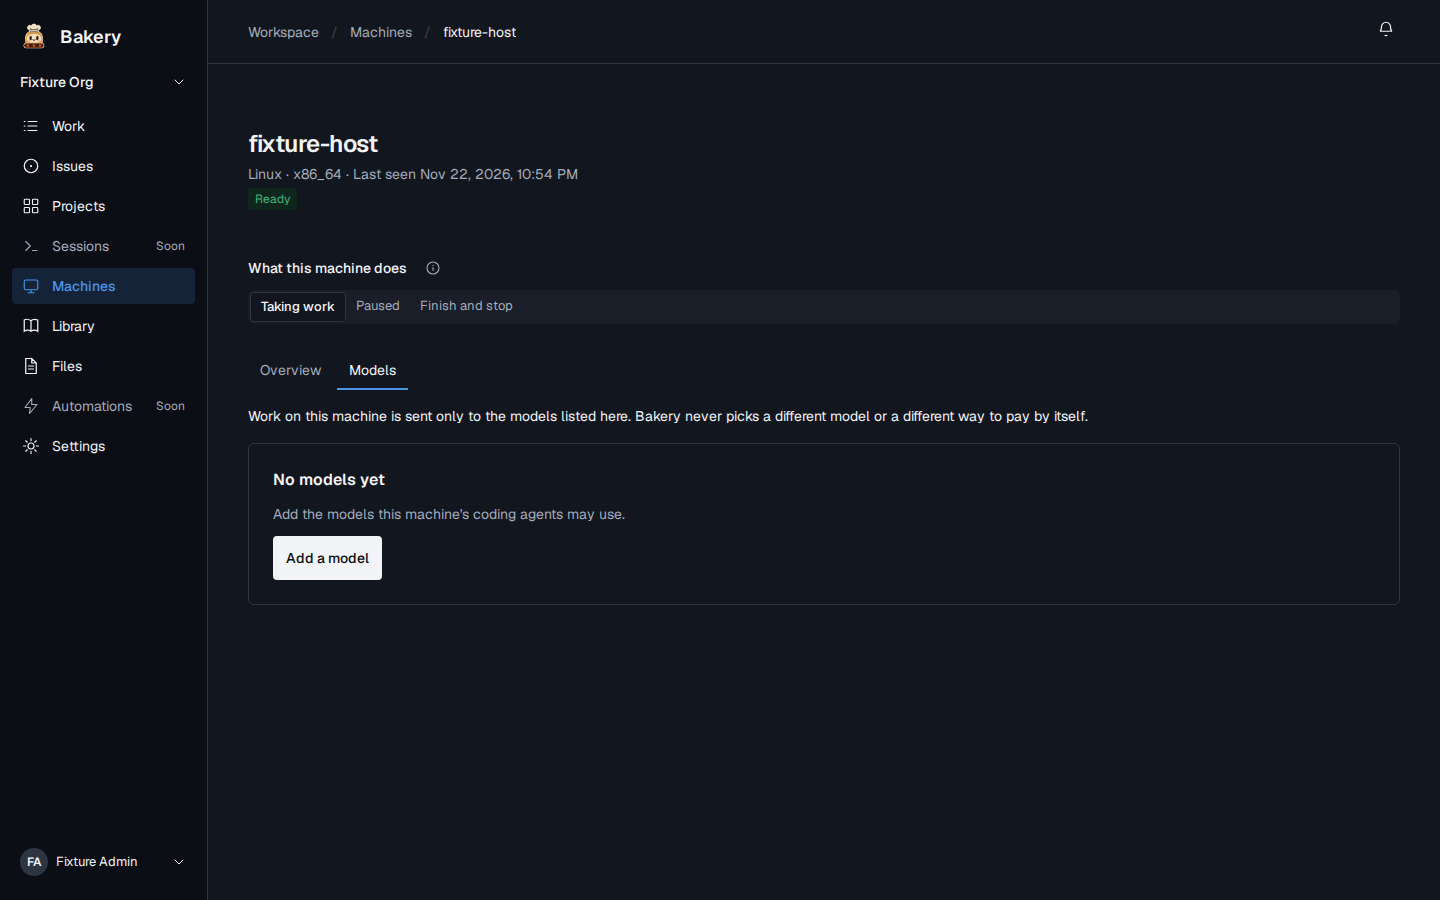 Bakery
Fixture Org
Work
Issues
Projects
Sessions Soon
Machines
Library
Files
Automations Soon
Settings
FA Fixture Admin
Workspace / Machines / fixture-host
fixture-host
Linux · x86_64 · Last seen Nov 22, 2026, 10:54 PM
Ready
What this machine does
Taking work Paused Finish and stop
Overview Models
Work on this machine is sent only to the models listed here. Bakery never picks a different model or a different way to pay by itself.
No models yet
Add the models this machine's coding agents may use.
Add a model